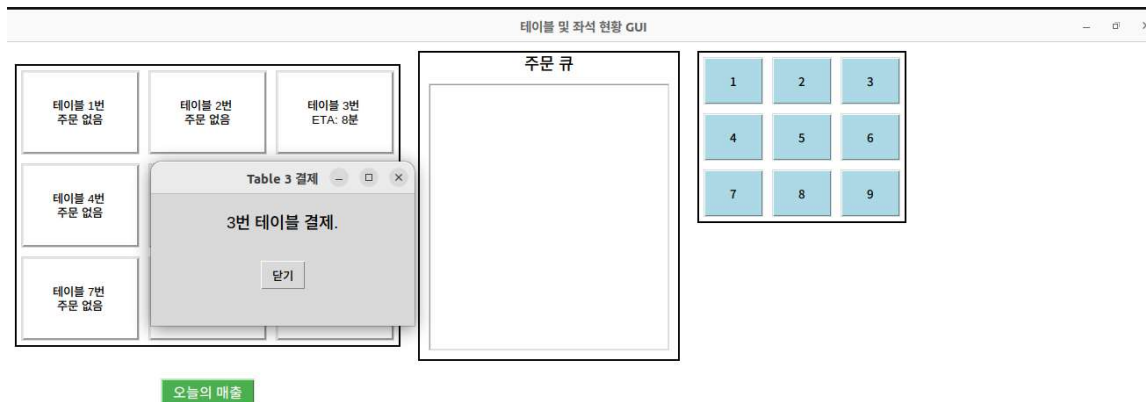 테이블 및 좌석 현황 GUI
테이블 1번
주문 없음
테이블 2번
주문 없음
테이블 3번
ETA: 8분
테이블 4번
주문 없음
테이블 7번
주문 없음
Table 3 결제
3번 테이블 결제.
닫기
오늘의 매출
주문 큐
1 2 3
4 5 6
7 8 9